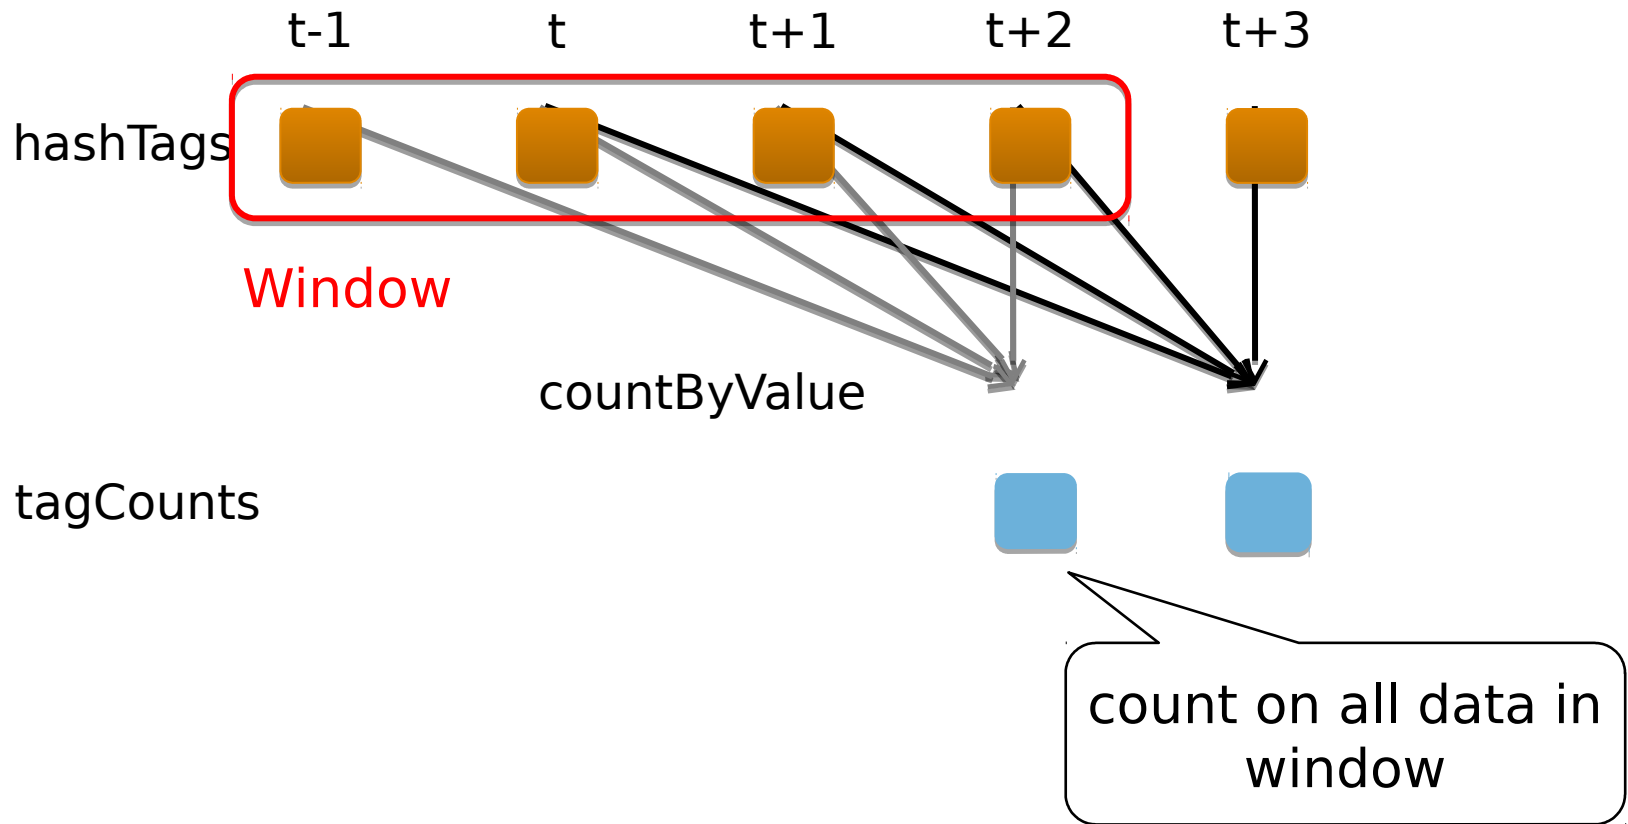 t-1 t t+1 t+2 t+3
hashTags
Window
countByValue
tagCounts
count on all data in
window